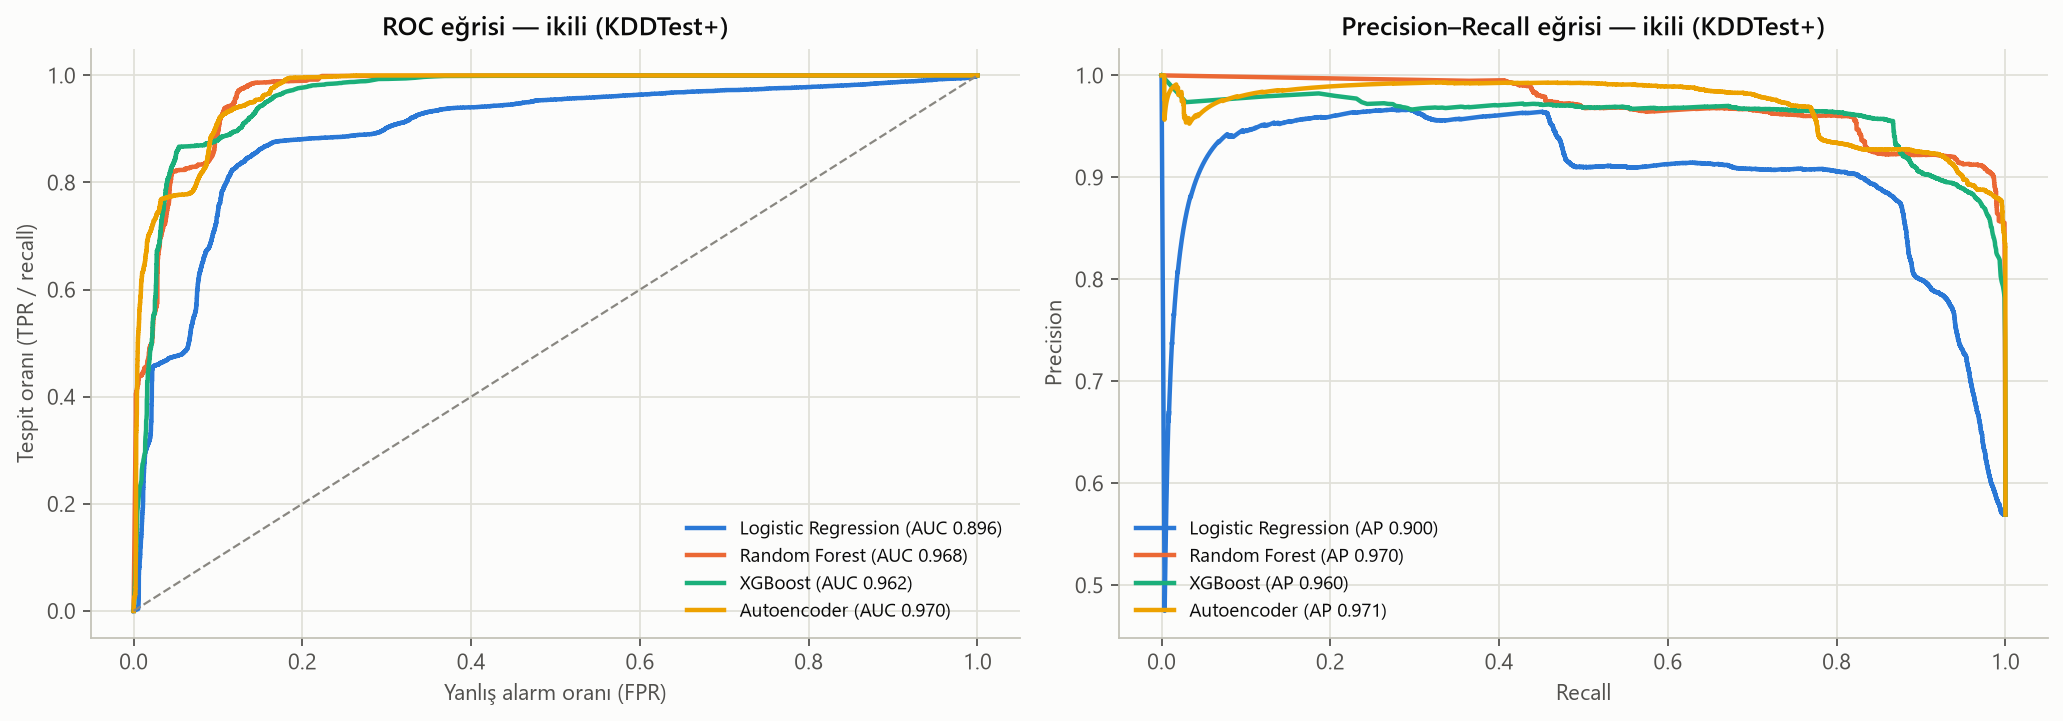 ROC eğrisi — ikili (KDDTest+)
Tespit oranı (TPR / recall)
1.0
0.8
0.6
0.4
0.2
0.0
Logistic Regression (AUC 0.896)
Random Forest (AUC 0.968)
XGBoost (AUC 0.962)
Autoencoder (AUC 0.970)
0.0 0.2 0.4 0.6 0.8 1.0
Yanlış alarm oranı (FPR)
Precision–Recall eğrisi — ikili (KDDTest+)
Precision
1.0
0.9
0.8
0.7
0.6
0.5
Logistic Regression (AP 0.900)
Random Forest (AP 0.970)
XGBoost (AP 0.960)
Autoencoder (AP 0.971)
0.0 0.2 0.4 0.6 0.8 1.0
Recall